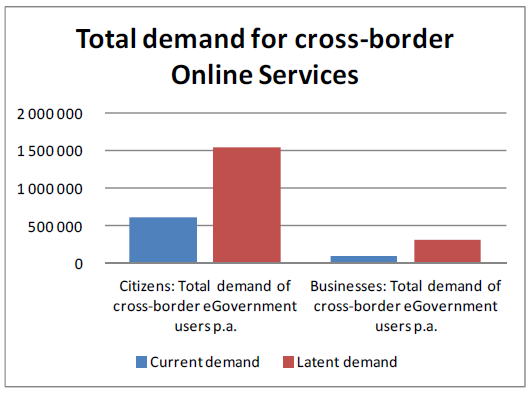 Total demand for cross-border
Online Services
2 000 000
1 500 000
1 000 000
500 000
0
Citizens: Total demand of
cross-border eGovernment
users p.a.
Businesses: Total demand of
cross-border eGovernment
users p.a.
Current demand
Latent demand